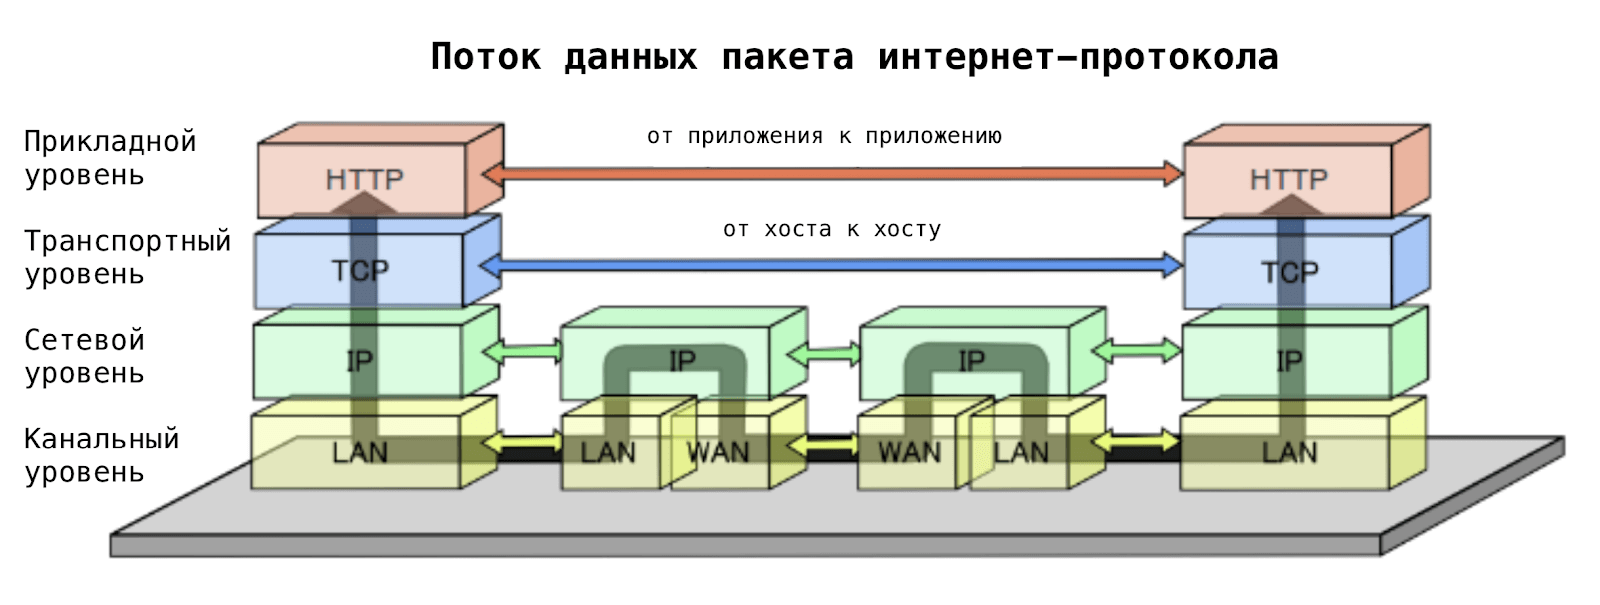 Поток данных пакета интернет-протокола
Прикладной
уровень
от приложения к приложению
HTTP
HTTP
Транспортный
уровень
от хоста к хосту
TCP
TCP
Сетевой
уровень
IP
IP
IP
IP
Канальный
уровень
LAN
LAN
WAN
WAN
LAN
LAN